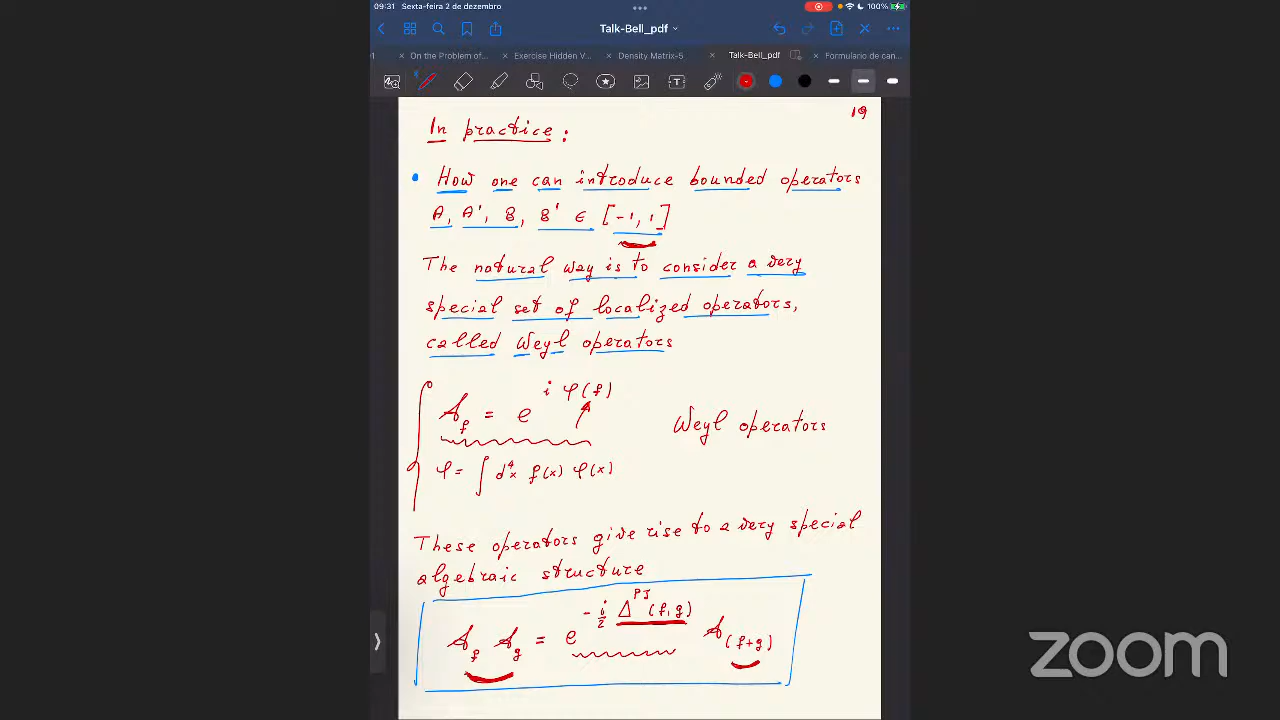 09:31 Sexta-feira 2 de dezembro
100%
Talk-Bell_pdf
On the Problem of...
Exercise Hidden V...
Density Matrix-5
Talk-Bell_pdf
Formulario de can...
19
In practice:
• How one can introduce bounded operators
A, A', B, B' ∈ [-1, 1]
The natural way is to consider a very
special set of localized operators,
called Weyl operators
A_f = e^{i φ(f)} Weyl operators
φ = ∫ d⁴x f(x) φ(x)
These operators give rise to a very special
algebraic structure
A_f A_g = e^{-i/2 Δ^{PJ}(f,g)} A_{(f+g)}
zoom